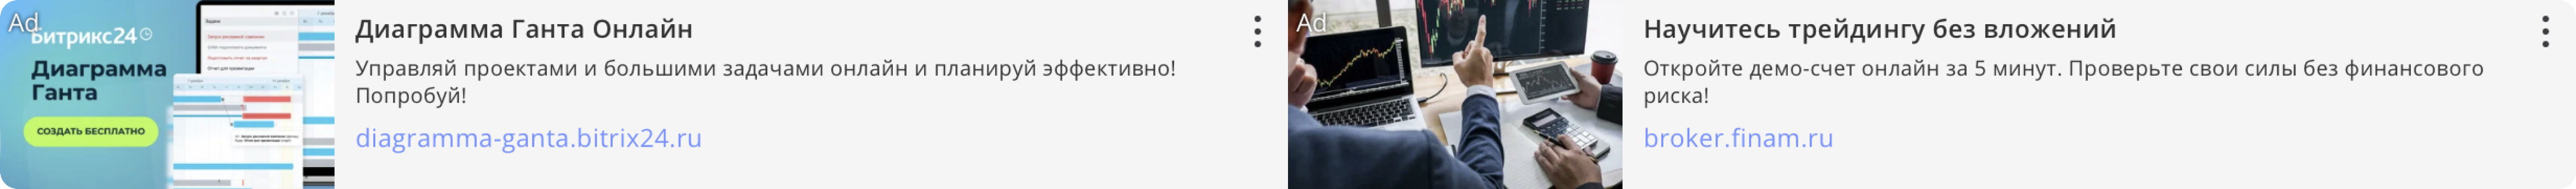 Ad
Битрикс24
Диаграмма
Ганта
СОЗДАТЬ БЕСПЛАТНО
Диаграмма Ганта Онлайн
Управляй проектами и большими задачами онлайн и планируй эффективно!
Попробуй!
diagramma-ganta.bitrix24.ru
Ad
Научитесь трейдингу без вложений
Откройте демо-счет онлайн за 5 минут. Проверьте свои силы без финансового
риска!
broker.finam.ru